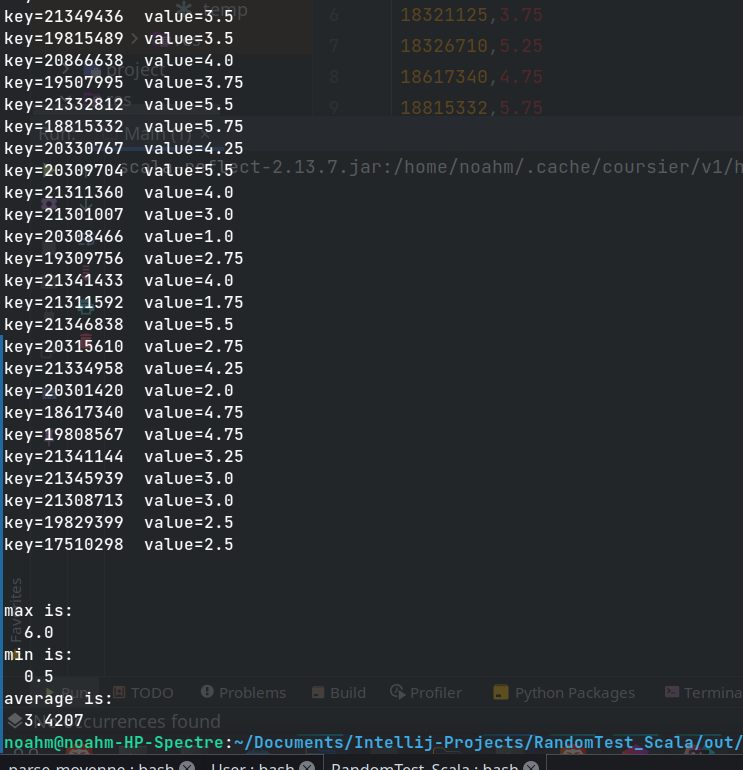 key=21349436  value=3.5
key=19815489  value=3.5
key=20866638  value=4.0
key=19507995  value=3.75
key=21332812  value=5.5
key=18815332  value=5.75
key=20330767  value=4.25
key=20309704  value=5.5
key=21311360  value=4.0
key=21301007  value=3.0
key=20308466  value=1.0
key=19309756  value=2.75
key=21341433  value=4.0
key=21311592  value=1.75
key=21346838  value=5.5
key=20315610  value=2.75
key=21334958  value=4.25
key=20301420  value=2.0
key=18617340  value=4.75
key=19808567  value=4.75
key=21341144  value=3.25
key=21345939  value=3.0
key=21308713  value=3.0
key=19829399  value=2.5
key=17510298  value=2.5
max is:
6.0
min is:
0.5
average is:
3.4207
noahm@noahm-HP-Spectre:~/Documents/Intellij-Projects/RandomTest_Scala/out/
temp
project
6 18321125,3.75
7 18326710,5.25
8 18617340,4.75
9 18815332,5.75
Run: Main (1) ×
scala-reflect-2.13.7.jar:/home/noahm/.cache/coursier/v1/h
Favorites
Run TODO Problems Build Profiler Python Packages Termina
occurrences found
parse-moyenne : bash User : bash RandomTest_Scala : bash